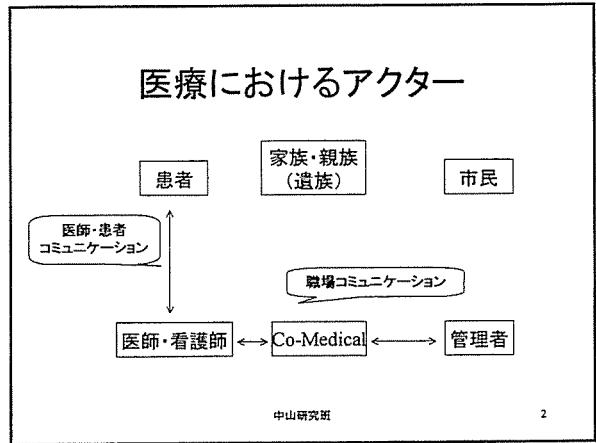 医療におけるアクター
患者
家族・親族
(遺族)
市民
医師・患者
コミュニケーション
職場コミュニケーション
医師・看護師
Co-Medical
管理者
中山研究班
2